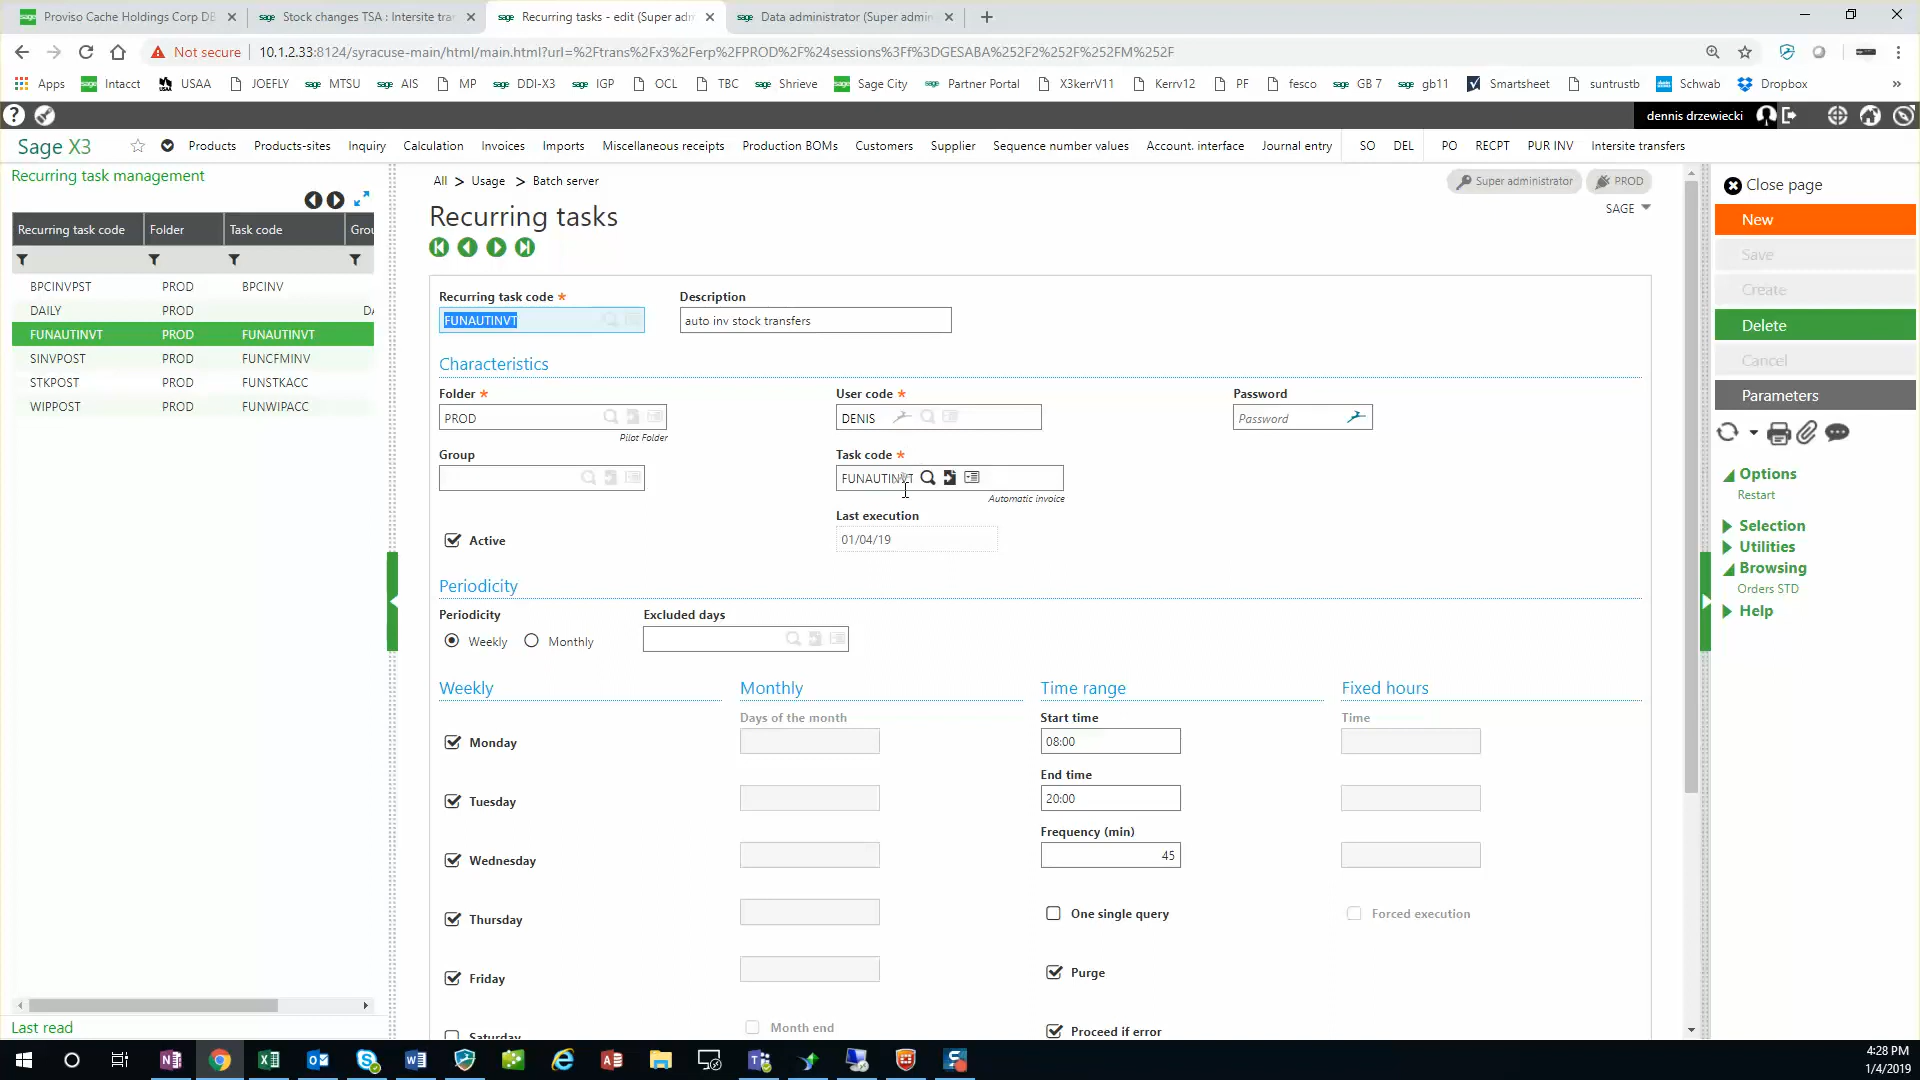 Proviso Cache Holdings Corp DB
Stock changes TSA : Intersite tra
Recurring tasks - edit (Super adm
Data administrator (Super admin
Not secure
10.1.2.33:8124/syracuse-main/html/main.html?url=%2Ftrans%2Fx3%2Ferp%2FPROD%2F%24sessions%3Ff%3DGESABA%252F2%252F%252FM%252F
Apps
Intacct
USAA
JOEFLY
MTSU
AIS
MP
DDI-X3
IGP
OCL
TBC
Shrieve
Sage City
Partner Portal
X3kerrV11
Kerrv12
PF
fesco
GB 7
gb11
Smartsheet
suntrustb
Schwab
Dropbox
»
dennis drzewiecki
Sage X3
Products
Products-sites
Inquiry
Calculation
Invoices
Imports
Miscellaneous receipts
Production BOMs
Customers
Supplier
Sequence number values
Account. interface
Journal entry
SO
DEL
PO
RECPT
PUR INV
Intersite transfers
Recurring task management
Recurring task code Folder Task code Grou
BPCINVPST PROD BPCINV
DAILY PROD DA
FUNAUTINVT PROD FUNAUTINVT
SINVPOST PROD FUNCFMINV
STKPOST PROD FUNSTKACC
WIPPOST PROD FUNWIPACC
Last read
All > Usage > Batch server
Super administrator
PROD
SAGE
Recurring tasks
Recurring task code * Description
FUNAUTINVT auto inv stock transfers
Characteristics
Folder * User code * Password
PROD DENIS Password
Pilot Folder
Group Task code *
FUNAUTINVT
Automatic invoice
Last execution
Active 01/04/19
Periodicity
Periodicity Excluded days
Weekly Monthly
Weekly Monthly Time range Fixed hours
Days of the month Start time Time
Monday 08:00
End time
Tuesday 20:00
Frequency (min)
Wednesday 45
Thursday One single query Forced execution
Friday Purge
Saturday Month end Proceed if error
Close page
New
Save
Create
Delete
Cancel
Parameters
Options
Restart
Selection
Utilities
Browsing
Orders STD
Help
4:28 PM
1/4/2019